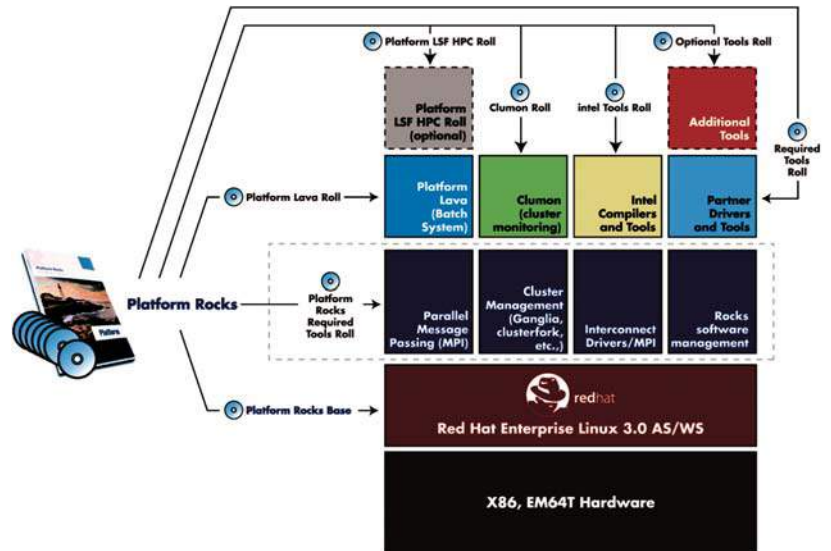 Platform LSF HPC Roll
Optional Tools Roll
Platform
LSF HPC Roll
(optional)
Clumon Roll
intel Tools Roll
Additional
Tools
Required
Tools
Roll
Platform Lava Roll
Platform
Lava
(Batch
System)
Clumon
(cluster
monitoring)
Intel
Compilers
and Tools
Partner
Drivers
and Tools
Platform Rocks
Platform
Platform Rocks
Platform
Rocks
Required
Tools Roll
Parallel
Message
Passing (MPI)
Cluster
Management
(Ganglia,
clusterfork,
etc.,)
Interconnect
Drivers/MPI
Rocks
software
management
Platform Rocks Base
redhat
Red Hat Enterprise Linux 3.0 AS/WS
X86, EM64T Hardware